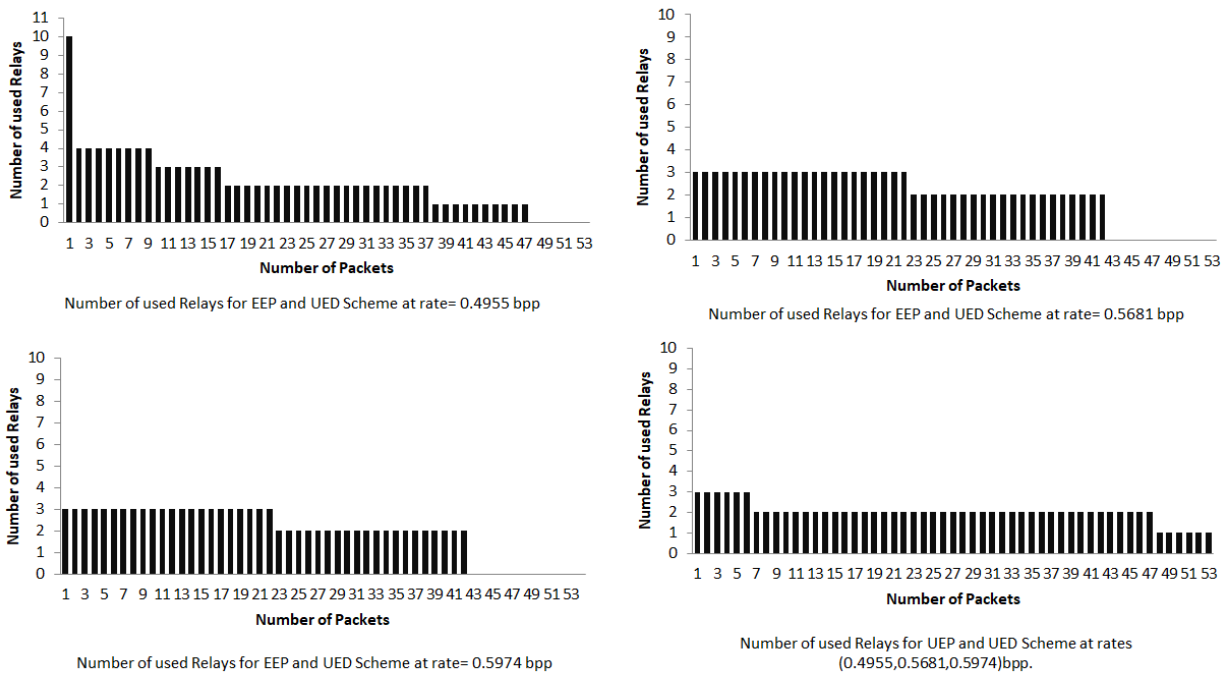 Number of used Relays
11
10
9
8
7
6
5
4
3
2
1
0
1 3 5 7 9 11 13 15 17 19 21 23 25 27 29 31 33 35 37 39 41 43 45 47 49 51 53
Number of Packets
Number of used Relays for EEP and UED Scheme at rate= 0.4955 bpp
Number of used Relays
10
9
8
7
6
5
4
3
2
1
0
1 3 5 7 9 11 13 15 17 19 21 23 25 27 29 31 33 35 37 39 41 43 45 47 49 51 53
Number of Packets
Number of used Relays for EEP and UED Scheme at rate= 0.5681 bpp
Number of used Relays
10
9
8
7
6
5
4
3
2
1
0
1 3 5 7 9 11 13 15 17 19 21 23 25 27 29 31 33 35 37 39 41 43 45 47 49 51 53
Number of Packets
Number of used Relays for EEP and UED Scheme at rate= 0.5974 bpp
Number of used Relays
10
9
8
7
6
5
4
3
2
1
0
1 3 5 7 9 11 13 15 17 19 21 23 25 27 29 31 33 35 37 39 41 43 45 47 49 51 53
Number of Packets
Number of used Relays for UEP and UED Scheme at rates
(0.4955,0.5681,0.5974)bpp.